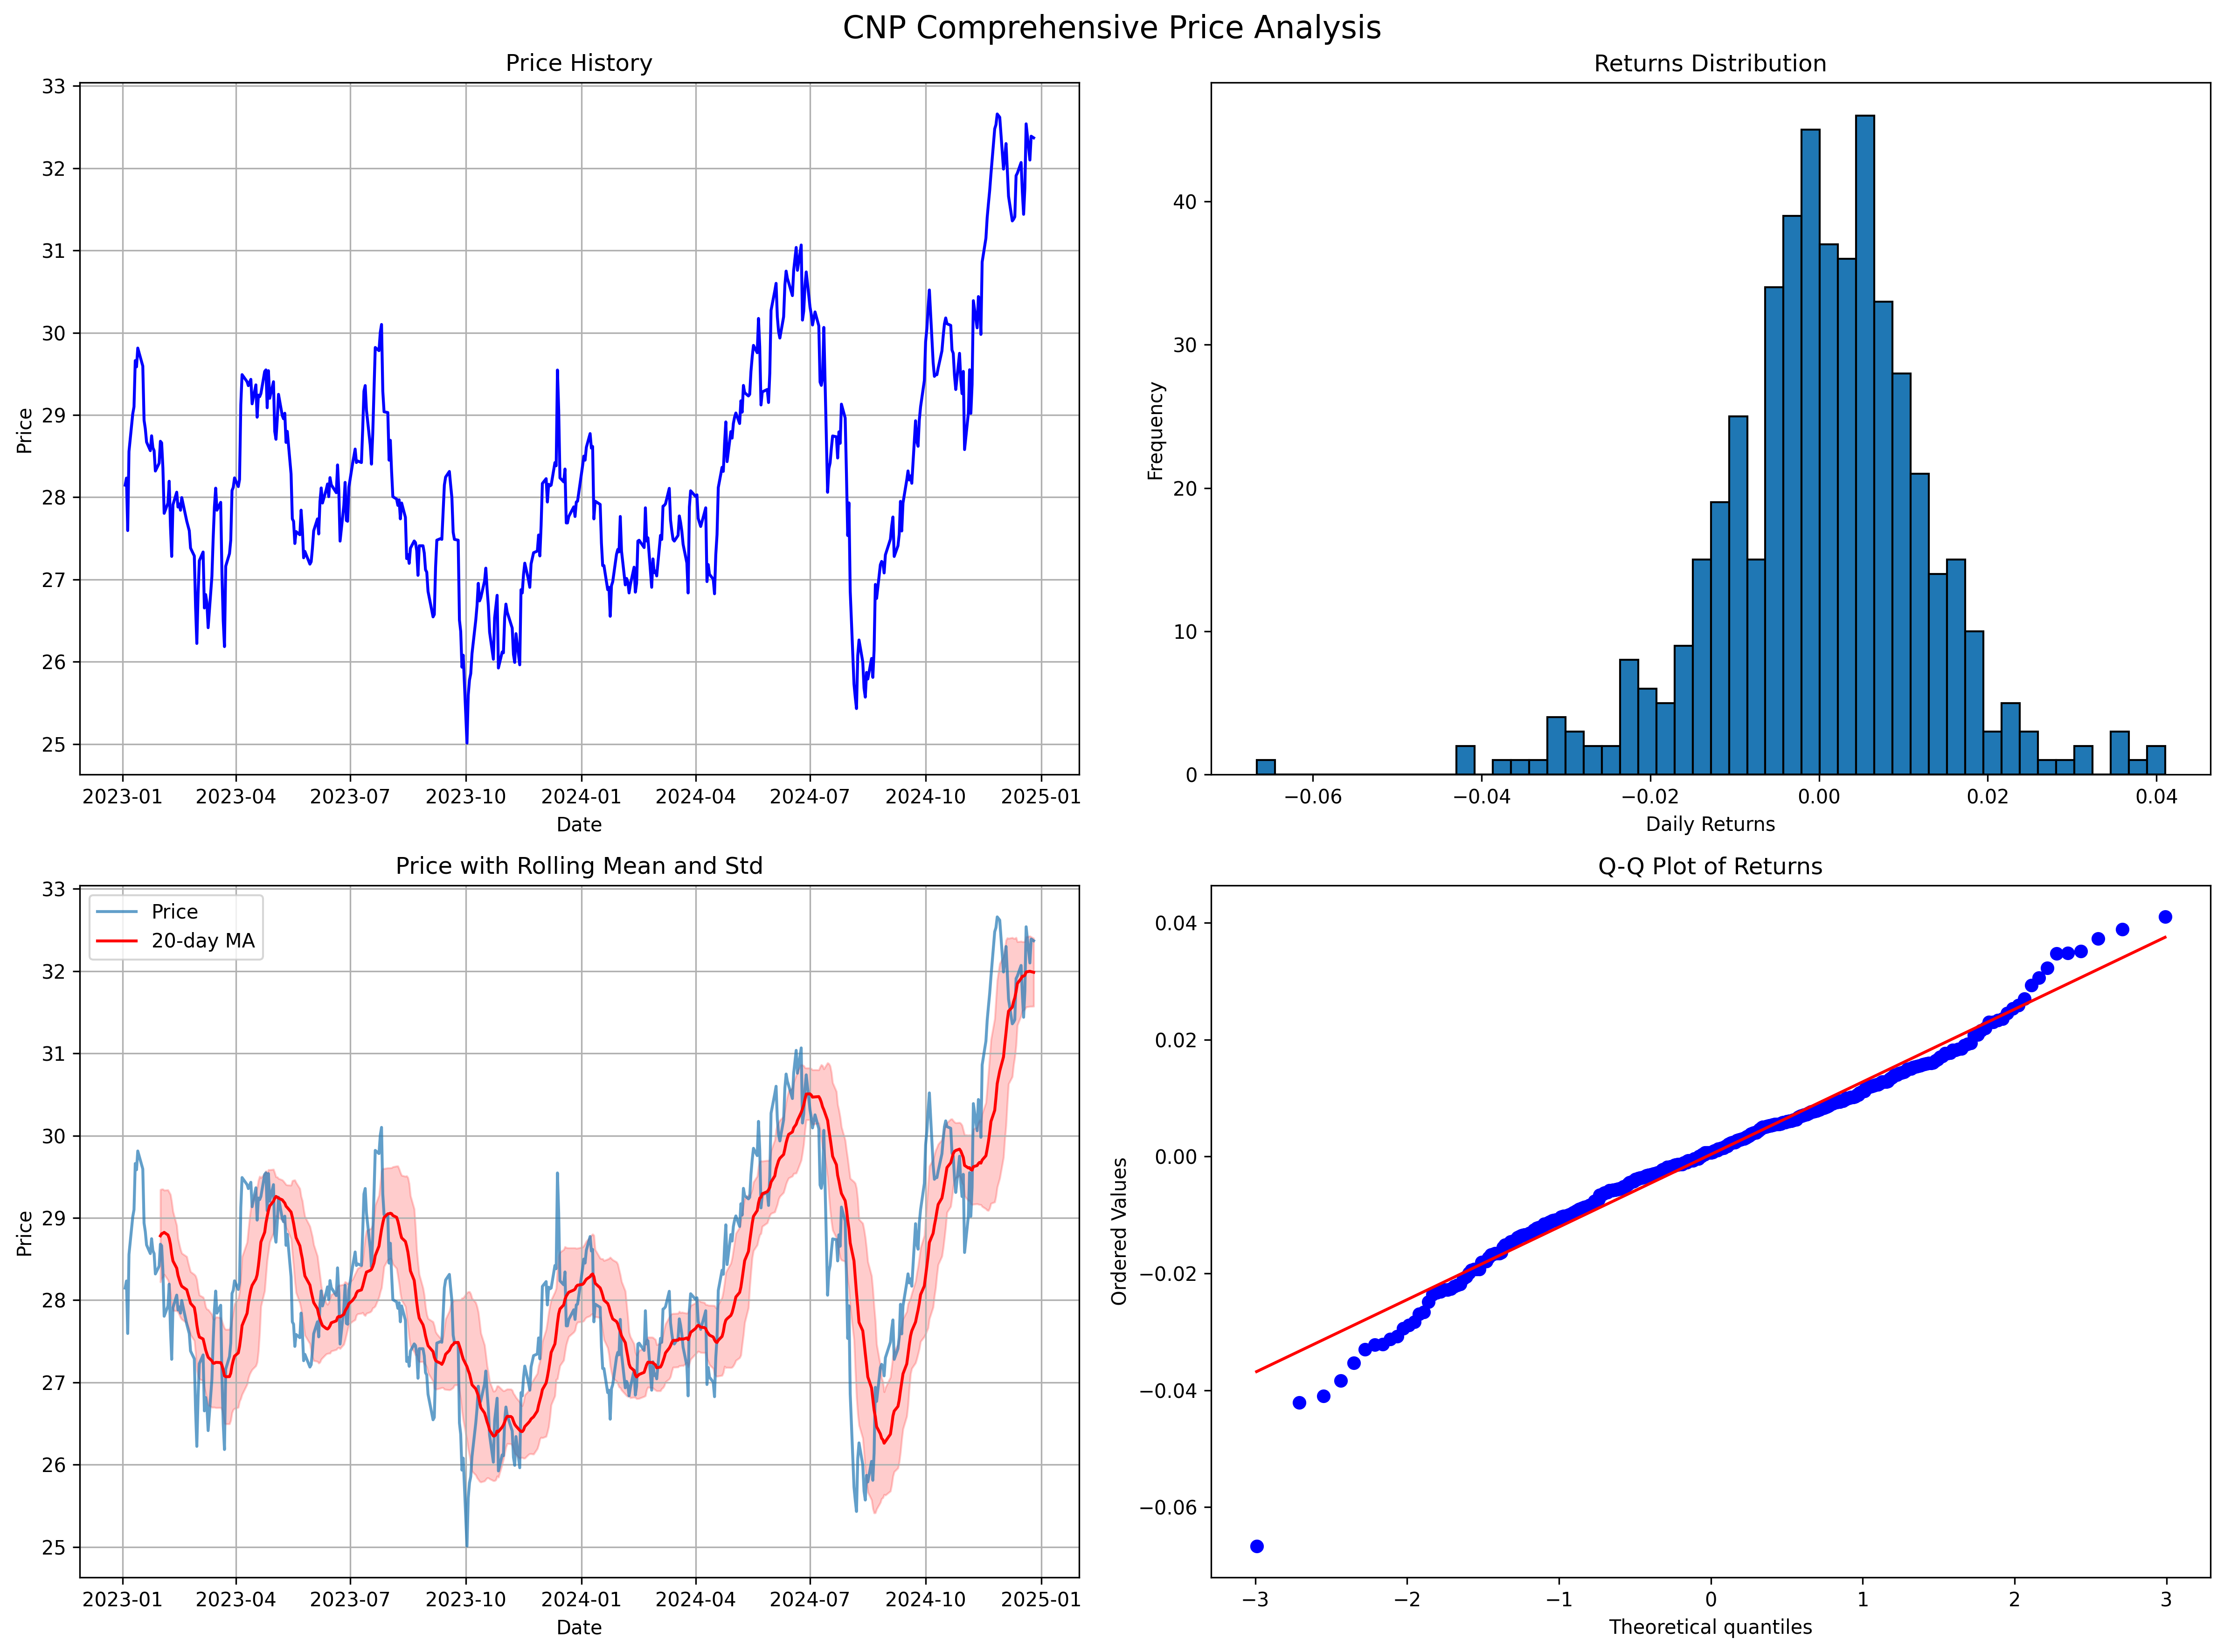 CNP Comprehensive Price Analysis
Price History
33
32
31
30
29
28
27
26
25
Price
2023-01 2023-04 2023-07 2023-10 2024-01 2024-04 2024-07 2024-10 2025-01
Date
Returns Distribution
40
30
20
10
0
Frequency
−0.06 −0.04 −0.02 0.00 0.02 0.04
Daily Returns
Price with Rolling Mean and Std
Price
20-day MA
33
32
31
30
29
28
27
26
25
Price
2023-01 2023-04 2023-07 2023-10 2024-01 2024-04 2024-07 2024-10 2025-01
Date
Q-Q Plot of Returns
0.04
0.02
0.00
−0.02
−0.04
−0.06
Ordered Values
−3 −2 −1 0 1 2 3
Theoretical quantiles